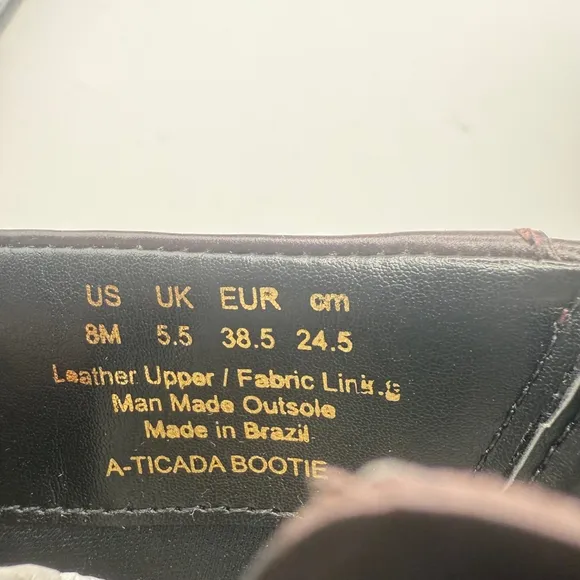 US UK EUR cm
8M 5.5 38.5 24.5
Leather Upper / Fabric Lining
Man Made Outsole
Made in Brazil
A-TICADA BOOTIE